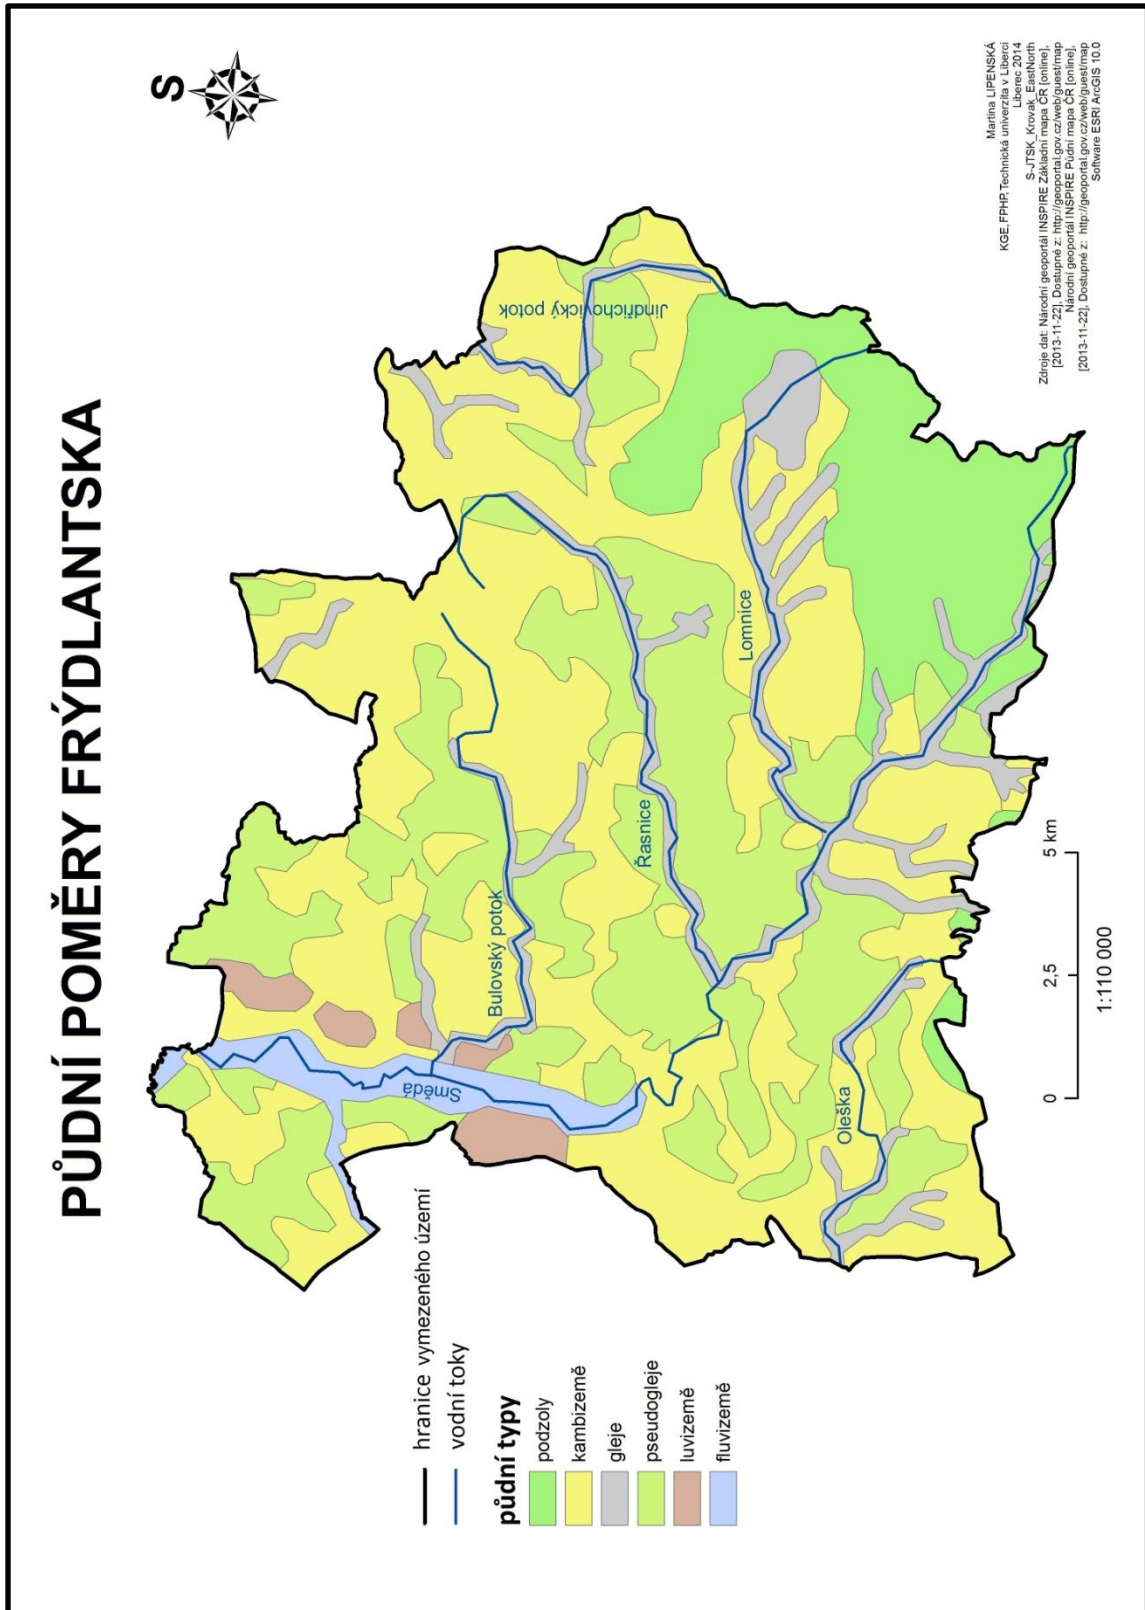 PŮDNÍ POMĚRY FRÝDLANTSKA
S
Smědá
Bulovský potok
Řasnice
Lomnice
Jindřichovický potok
Oleška
hranice vymezeného území
vodní toky
půdní typy
podzoly
kambizemě
gleje
pseudogleje
luvizemě
fluvizemě
0 2,5 5 km
1:110 000
Martina LIPENSKÁ
KGE, FPHP, Technická univerzita v Liberci
Liberec 2014
S-JTSK_Krovak_EastNorth
Zdroje dat: Národní geoportál INSPIRE Základní mapa ČR [online],
[2013-11-22], Dostupné z: http://geoportal.gov.cz/web/guest/map
Národní geoportál INSPIRE Půdní mapa ČR [online],
[2013-11-22], Dostupné z: http://geoportal.gov.cz/web/guest/map
Software ESRI ArcGIS 10.0